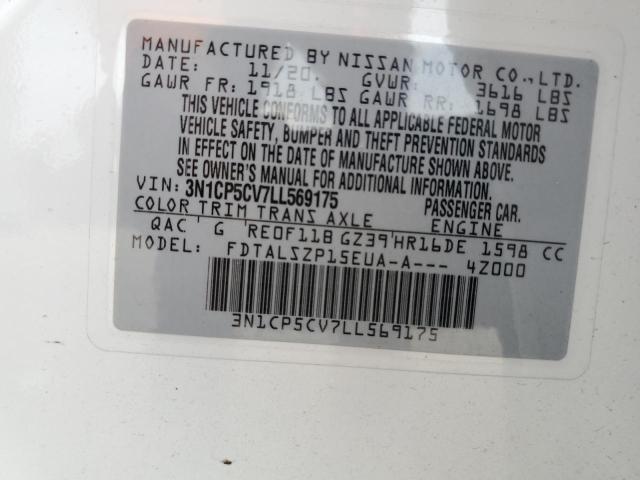 MANUFACTURED BY NISSAN MOTOR CO.,LTD.
DATE: 11/20. GVWR: 3616 LBS
GAWR FR: 1918 LBS GAWR RR: 1698 LBS
THIS VEHICLE CONFORMS TO ALL APPLICABLE FEDERAL MOTOR
VEHICLE SAFETY, BUMPER AND THEFT PREVENTION STANDARDS
IN EFFECT ON THE DATE OF MANUFACTURE SHOWN ABOVE.
SEE OWNER'S MANUAL FOR ADDITIONAL INFORMATION.
VIN: 3N1CP5CV7LL569175 PASSENGER CAR.
COLOR TRIM TRANS AXLE ENGINE
QAC ' G ' RE0F11B GZ39'HR16DE 1598 CC
MODEL: FDTALSZP15EUA-A--- 4Z000
3N1CP5CV7LL569175